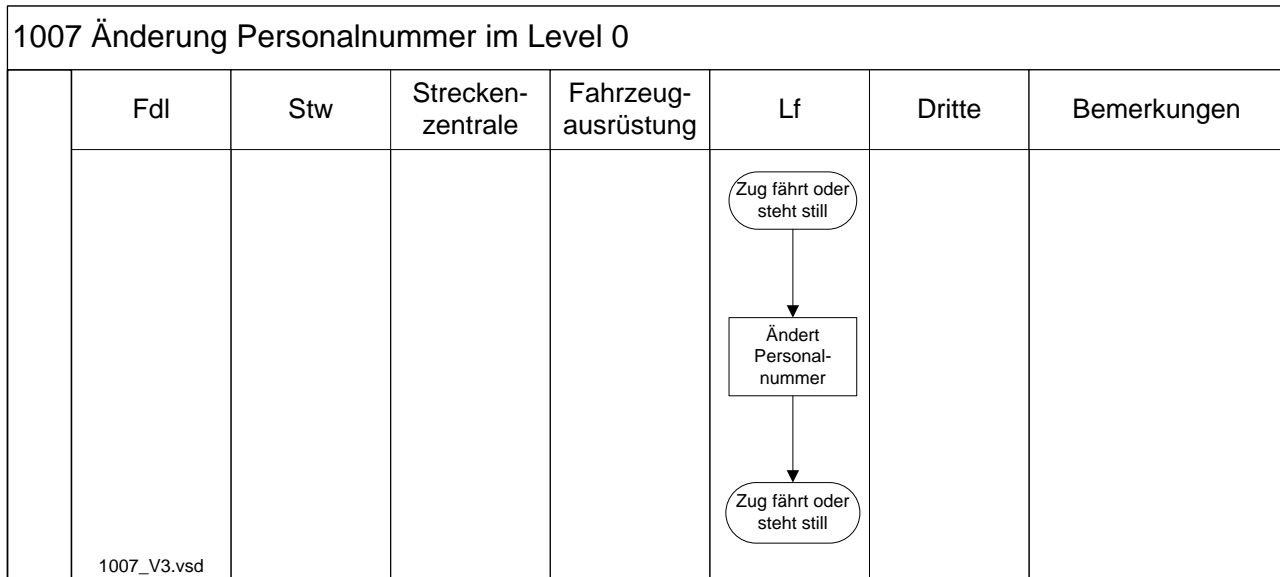 1007 Änderung Personalnummer im Level 0
Fdl
Stw
Strecken-
zentrale
Fahrzeug-
ausrüstung
Lf
Dritte
Bemerkungen
Zug fährt oder
steht still
Ändert
Personal-
nummer
Zug fährt oder
steht still
1007_V3.vsd